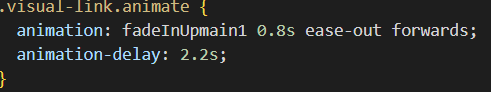 .visual-link.animate {
  animation: fadeInUpmain1 0.8s ease-out forwards;
  animation-delay: 2.2s;
}